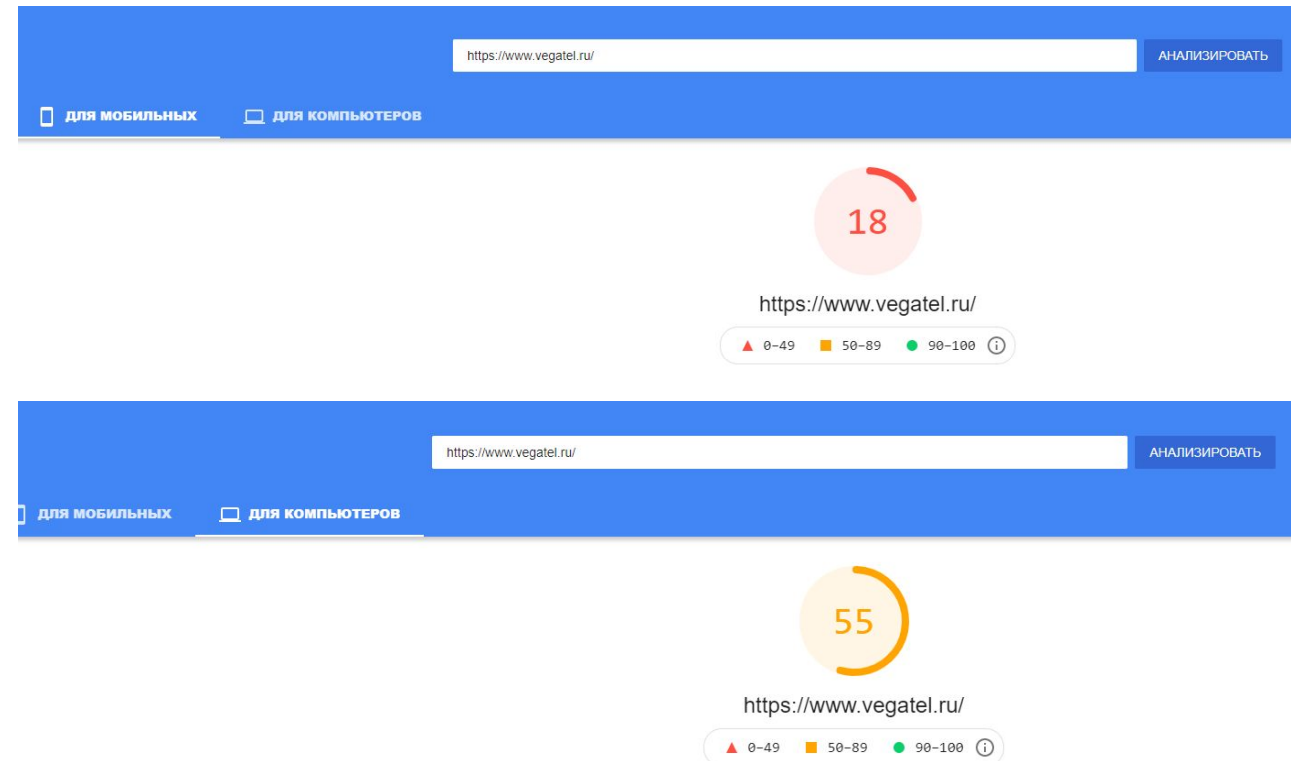 https://www.vegatel.ru/ АНАЛИЗИРОВАТЬ
ДЛЯ МОБИЛЬНЫХ ДЛЯ КОМПЬЮТЕРОВ
18
https://www.vegatel.ru/
0–49 50–89 90–100
https://www.vegatel.ru/ АНАЛИЗИРОВАТЬ
ДЛЯ МОБИЛЬНЫХ ДЛЯ КОМПЬЮТЕРОВ
55
https://www.vegatel.ru/
0–49 50–89 90–100